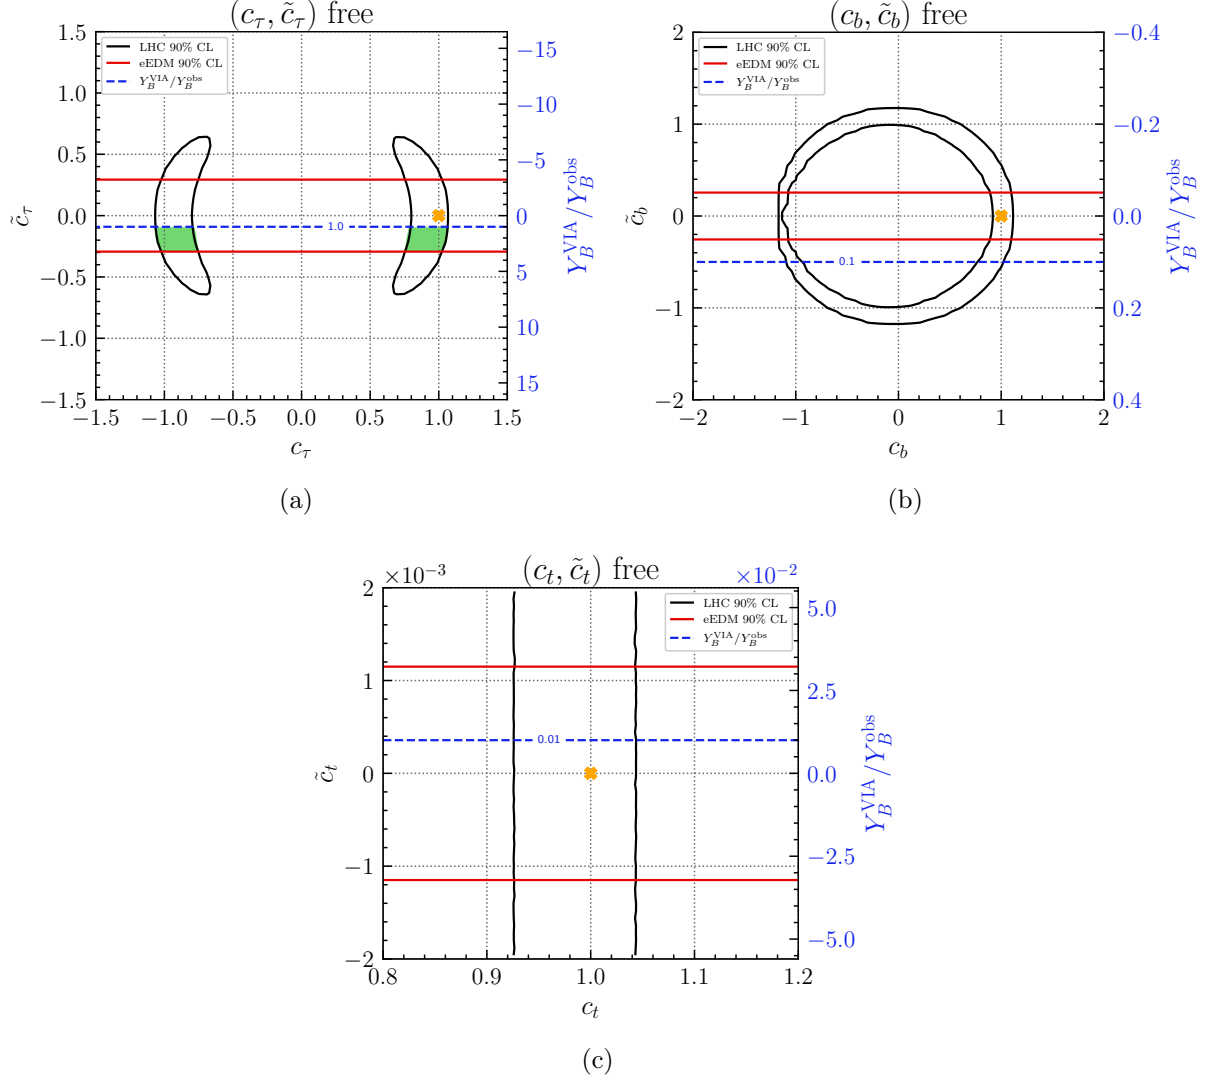 (c_τ, c̃_τ) free
LHC 90% CL
eEDM 90% CL
Y_B^VIA/Y_B^obs
1.5
1.0
0.5
0.0
−0.5
−1.0
−1.5
c̃_τ
1.0
−15
−10
−5
0
5
10
15
Y_B^VIA/Y_B^obs
−1.5
−1.0
−0.5
0.0
0.5
1.0
1.5
c_τ
(a)
(c_b, c̃_b) free
LHC 90% CL
eEDM 90% CL
Y_B^VIA/Y_B^obs
2
1
0
−1
−2
c̃_b
0.1
−0.4
−0.2
0.0
0.2
0.4
Y_B^VIA/Y_B^obs
−2
−1
0
1
2
c_b
(b)
×10^−3
(c_t, c̃_t) free
×10^−2
LHC 90% CL
eEDM 90% CL
Y_B^VIA/Y_B^obs
2
1
0
−1
−2
c̃_t
0.01
5.0
2.5
0.0
−2.5
−5.0
Y_B^VIA/Y_B^obs
0.8
0.9
1.0
1.1
1.2
c_t
(c)